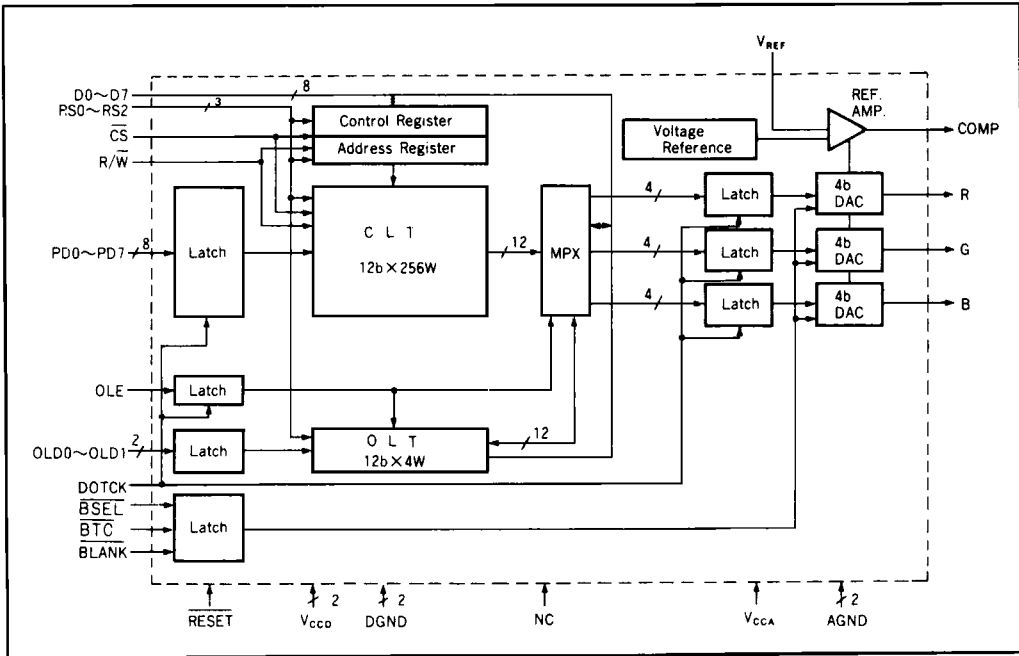 V_REF
D0~D7
8
RS0~RS2
3
CS
R/W
Control Register
Address Register
Voltage
Reference
REF.
AMP.
COMP
PD0~PD7
8
Latch
C L T
12b×256W
12
MPX
4
Latch
4b
DAC
R
4
Latch
4b
DAC
G
4
Latch
4b
DAC
B
OLE
Latch
OLD0~OLD1
2
Latch
O L T
12b×4W
12
DOTCK
BSEL
BTC
BLANK
Latch
RESET
V_CCD
2
DGND
2
NC
V_CCA
AGND
2